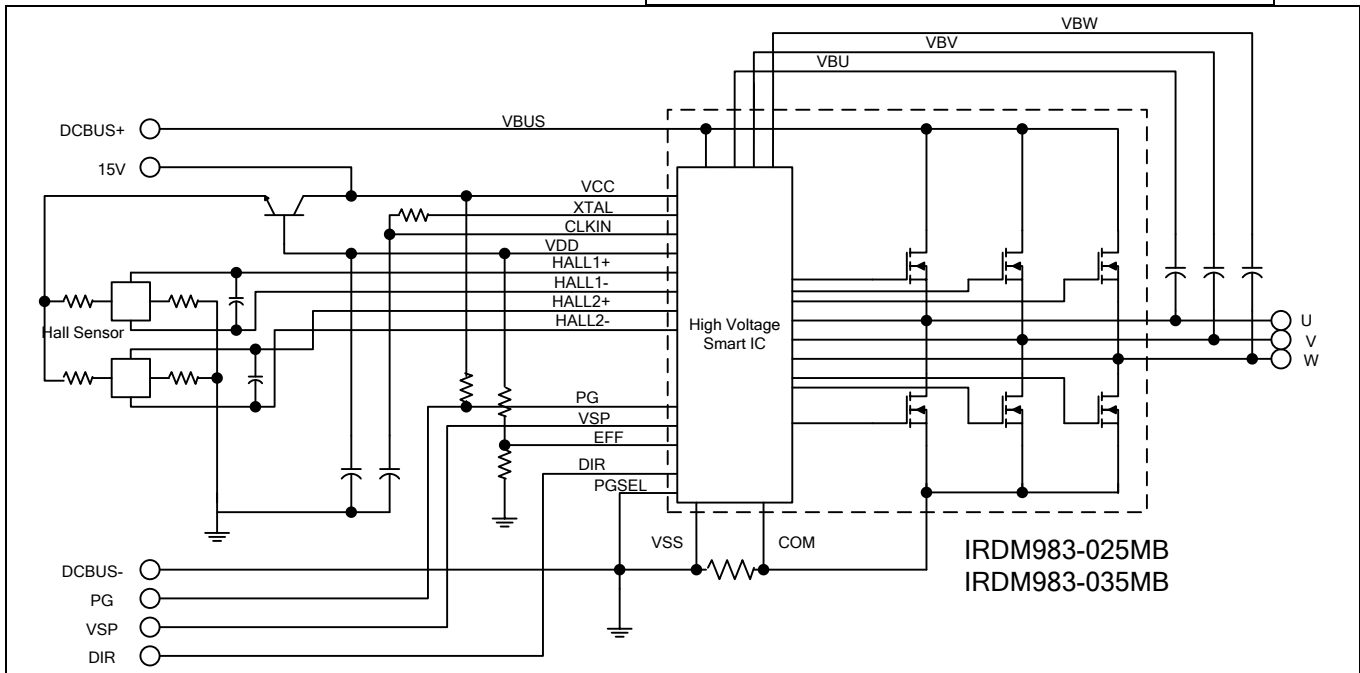 VBW
VBV
VBU
DCBUS+
VBUS
15V
VCC
XTAL
CLKIN
VDD
HALL1+
HALL1-
HALL2+
HALL2-
Hall Sensor
High Voltage
Smart IC
U
V
W
PG
VSP
EFF
DIR
PGSEL
VSS
COM
IRDM983-025MB
IRDM983-035MB
DCBUS-
PG
VSP
DIR